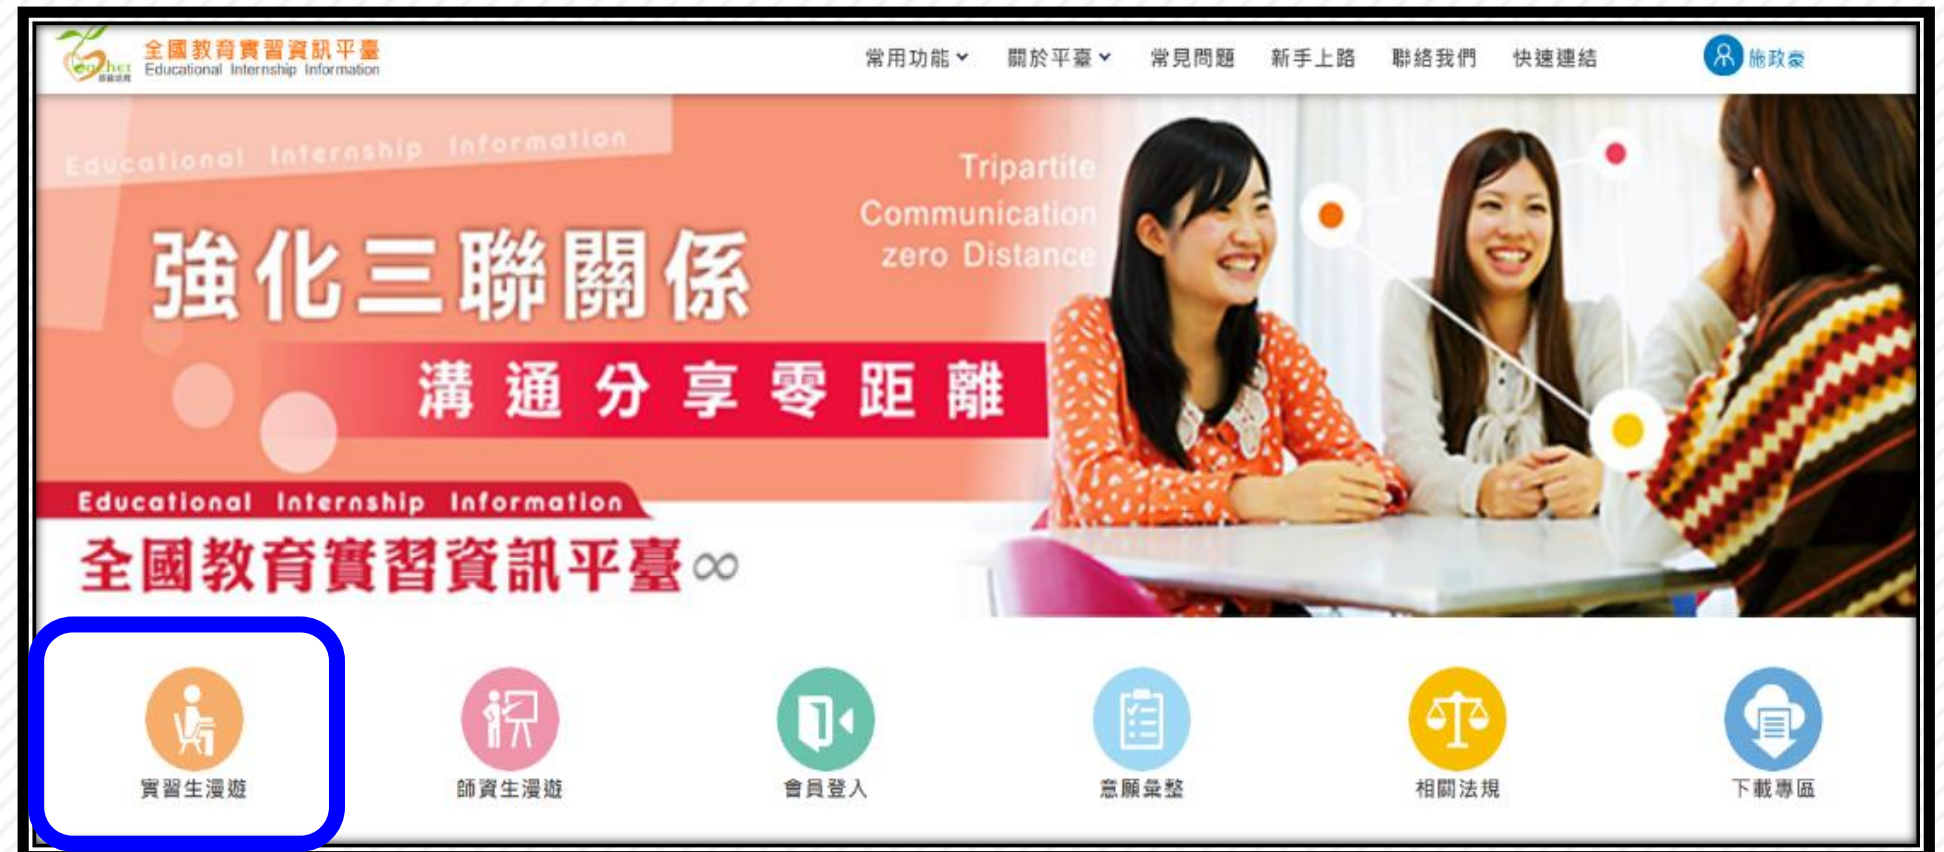 全國教育實習資訊平臺
Educational Internship Information
常用功能 關於平臺 常見問題 新手上路 聯絡我們 快速連結 施政豪
Educational Internship Information
Tripartite
Communication
zero Distance
強化三聯關係
溝通分享零距離
Educational Internship Information
全國教育實習資訊平臺∞
實習生漫遊 師資生漫遊 會員登入 意願彙整 相關法規 下載專區